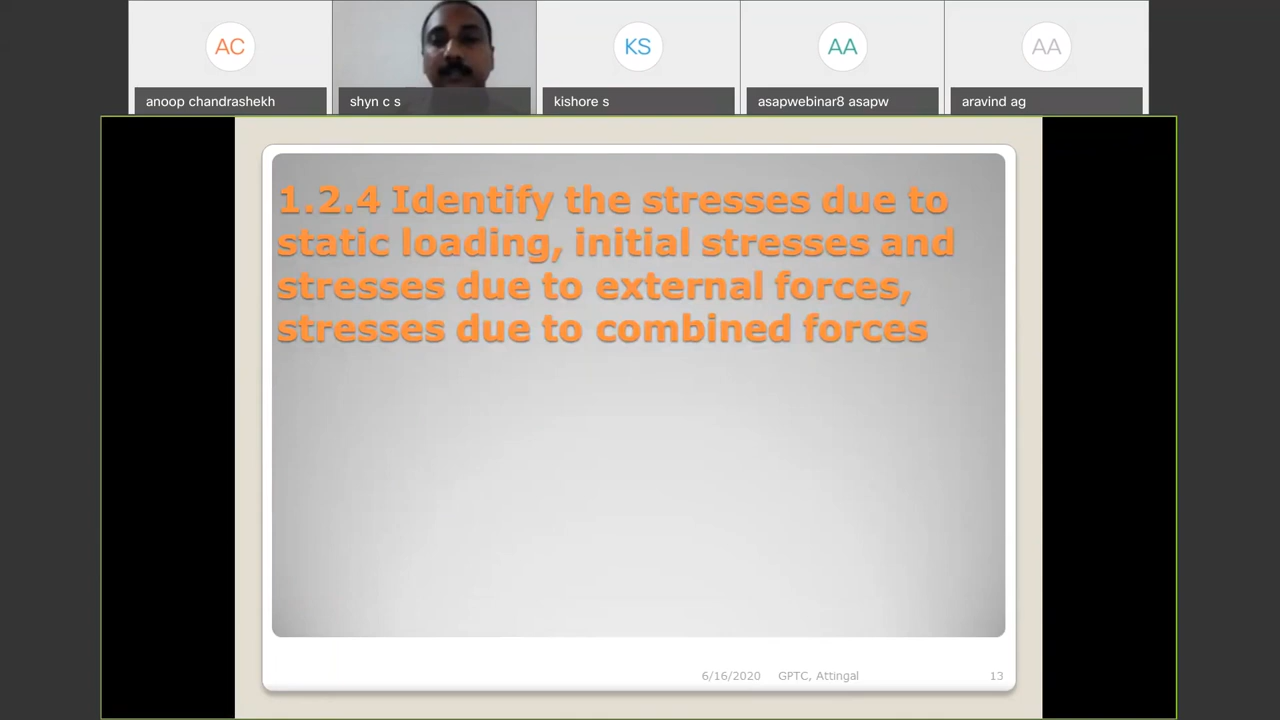 AC
KS
AA
AA
anoop chandrashekh
shyn c s
kishore s
asapwebinar8 asapw
aravind ag
1.2.4 Identify the stresses due to
static loading, initial stresses and
stresses due to external forces,
stresses due to combined forces
6/16/2020 GPTC, Attingal 13